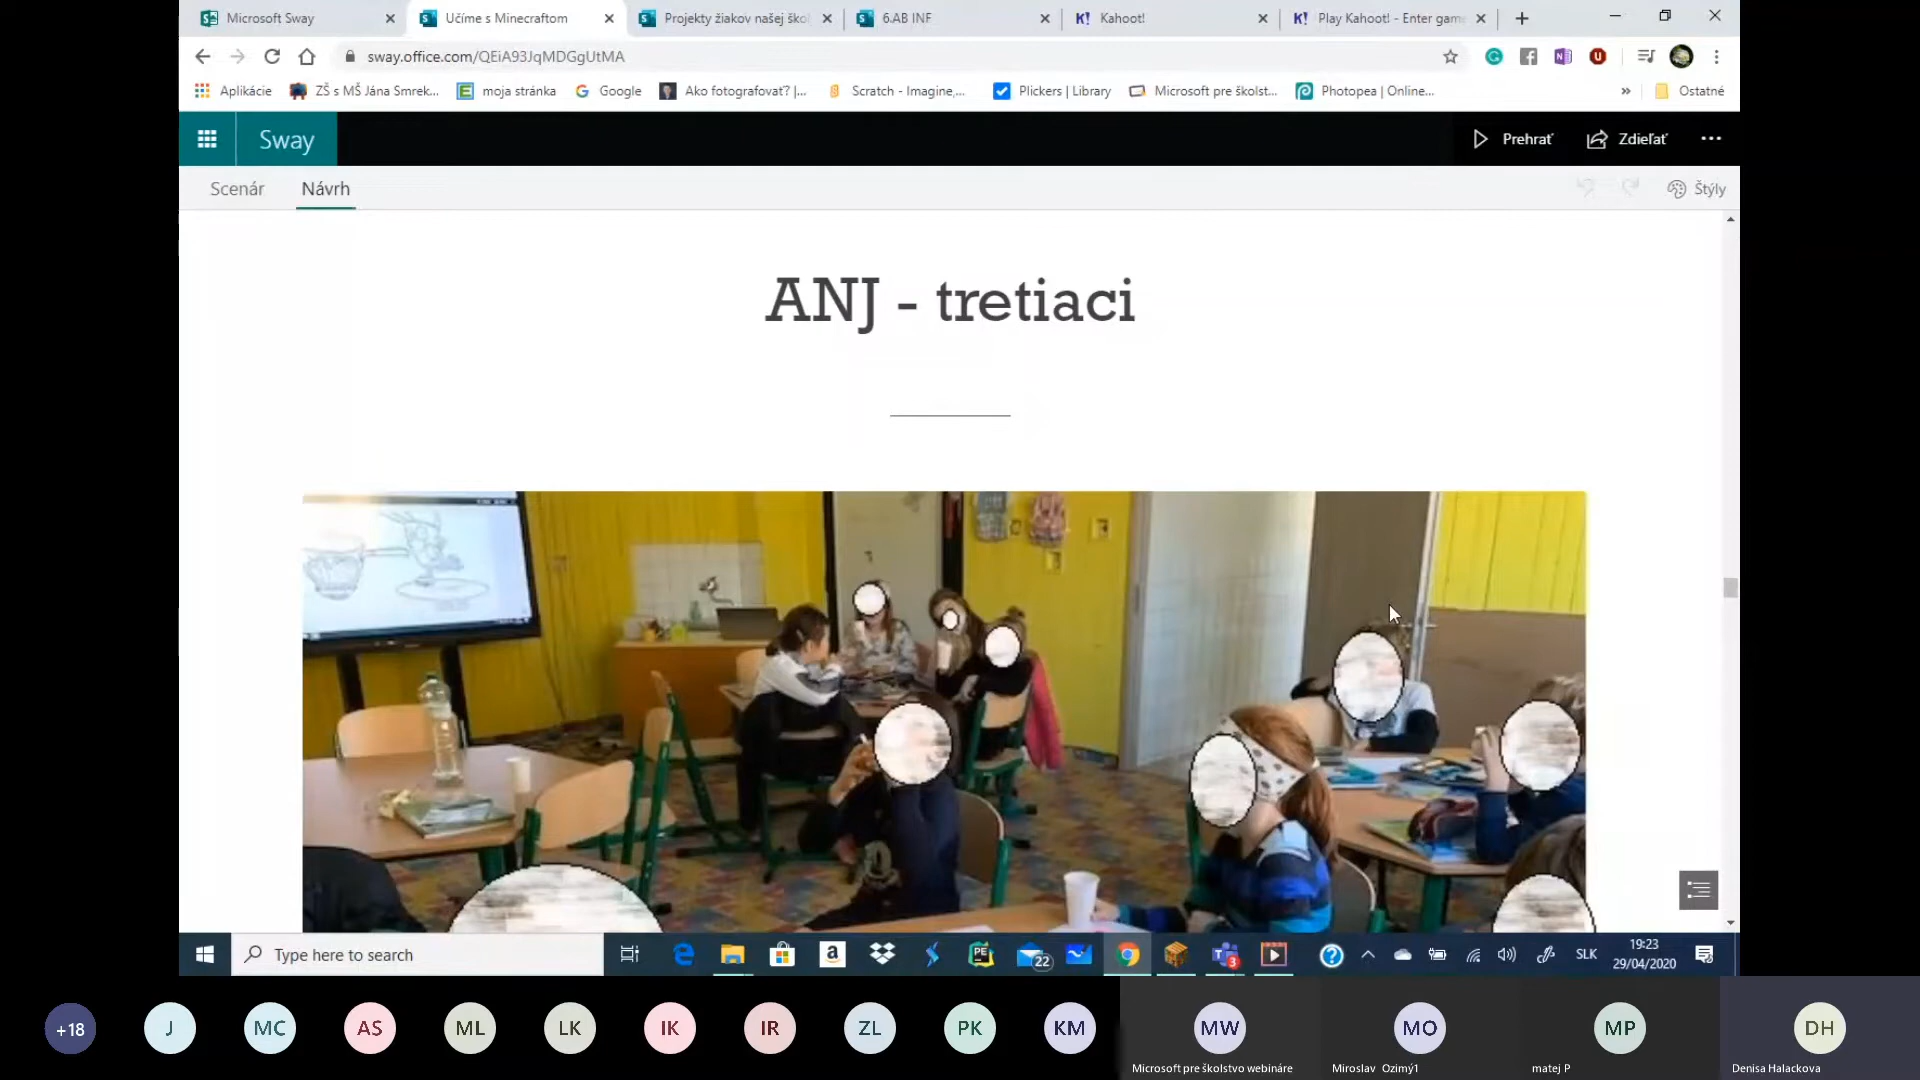 Microsoft Sway
Učíme s Minecraftom
Projekty žiakov našej ško
6.AB INF
Kahoot!
Play Kahoot! - Enter gam
sway.office.com/QEiA93JqMDGgUtMA
Aplikácie
ZŠ s MŠ Jána Smrek...
moja stránka
Google
Ako fotografovať? |...
Scratch - Imagine,...
Plickers | Library
Microsoft pre školst...
Photopea | Online...
»
Ostatné
Sway
Prehrať
Zdieľať
Scenár
Návrh
Štýly
ANJ - tretiaci
Type here to search
22
3
SLK
19:23
29/04/2020
+18
J
MC
AS
ML
LK
IK
IR
ZL
PK
KM
MW
MO
MP
DH
Microsoft pre školstvo webináre
Miroslav Ozimý1
matej P
Denisa Halackova